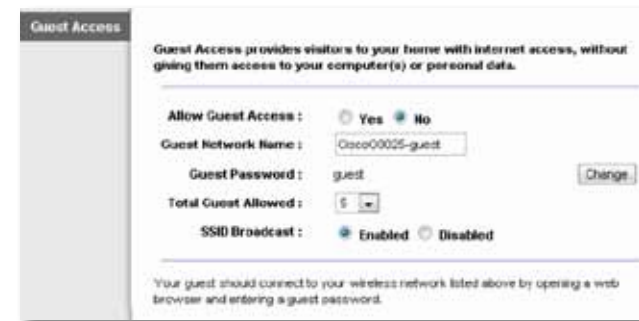 Guest Access
Guest Access provides visitors to your home with internet access, without
giving them access to your computer(s) or personal data.
Allow Guest Access : Yes No
Guest Network Name : Cisco00025-guest
Guest Password : guest Change
Total Guest Allowed : 5
SSID Broadcast : Enabled Disabled
Your guest should connect to your wireless network listed above by opening a web
browser and entering a guest password.